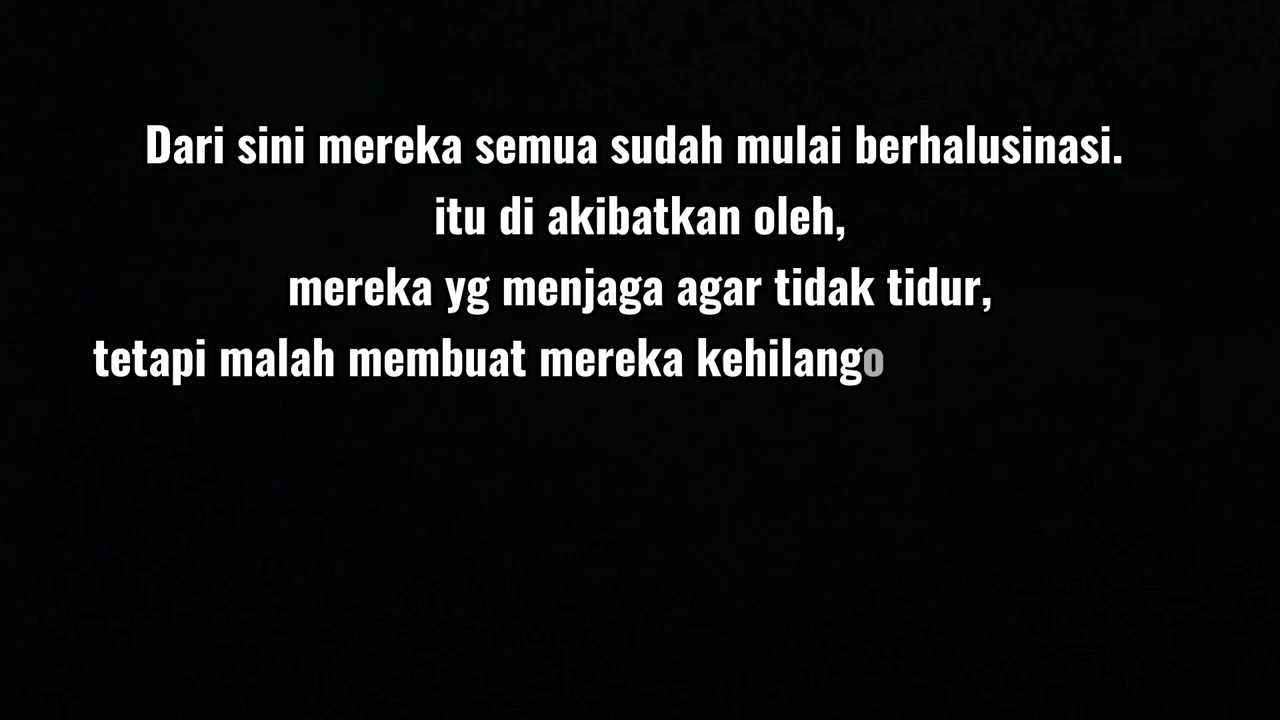 Dari sini mereka semua sudah mulai berhalusinasi.
itu di akibatkan oleh,
mereka yg menjaga agar tidak tidur,
tetapi malah membuat mereka kehilango